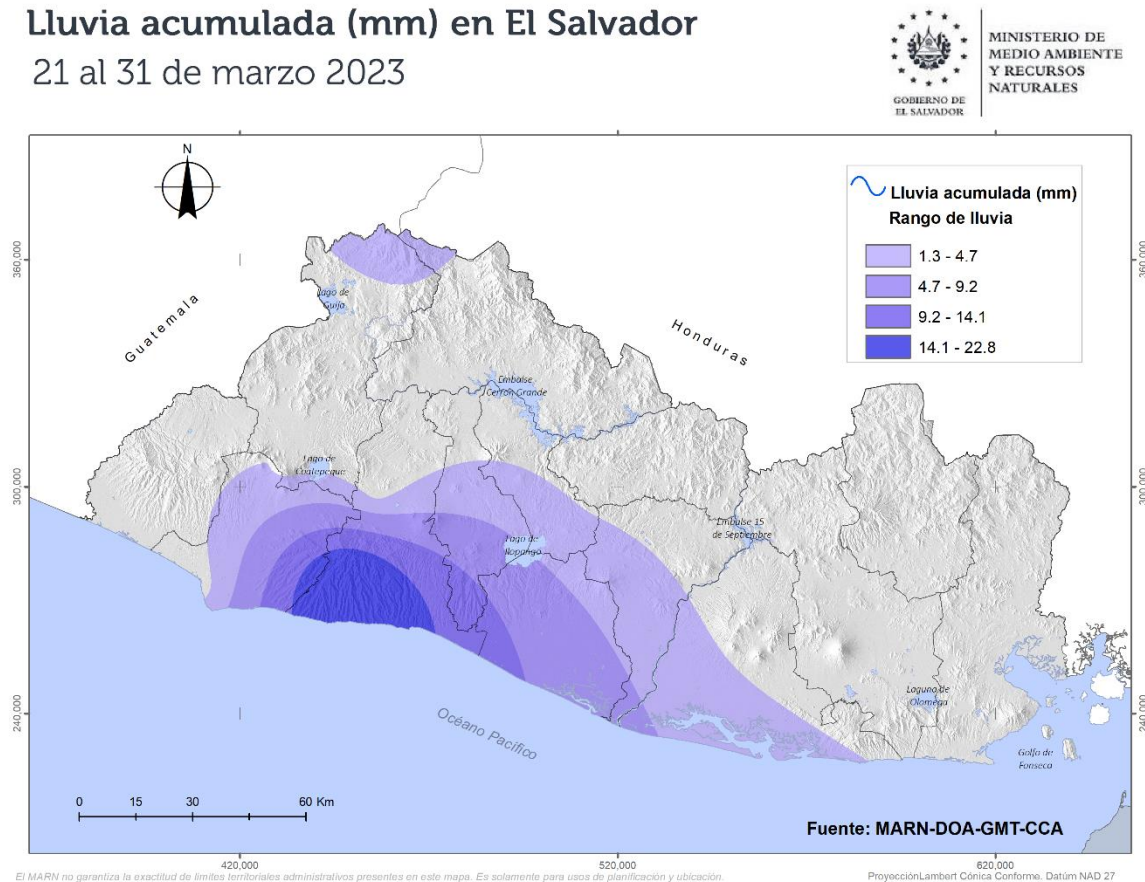 Lluvia acumulada (mm) en El Salvador
21 al 31 de marzo 2023
GOBIERNO DE
EL SALVADOR
MINISTERIO DE
MEDIO AMBIENTE
Y RECURSOS
NATURALES
N
Lluvia acumulada (mm)
Rango de lluvia
1.3 - 4.7
4.7 - 9.2
9.2 - 14.1
14.1 - 22.8
360,000
360,000
Lago de
Guija
Guatemala
Honduras
Embalse
Cerrón Grande
Lago de
Coatepeque
300,000
300,000
Embalse 15
de Septiembre
Lago de
Ilopango
Laguna de
Olomega
240,000
240,000
Océano Pacífico
Golfo de
Fonseca
0 15 30 60 Km
Fuente: MARN-DOA-GMT-CCA
420,000
520,000
620,000
El MARN no garantiza la exactitud de limites territoriales administrativos presentes en este mapa. Es solamente para usos de planificación y ubicación.
ProyecciónLambert Cónica Conforme. Datúm NAD 27